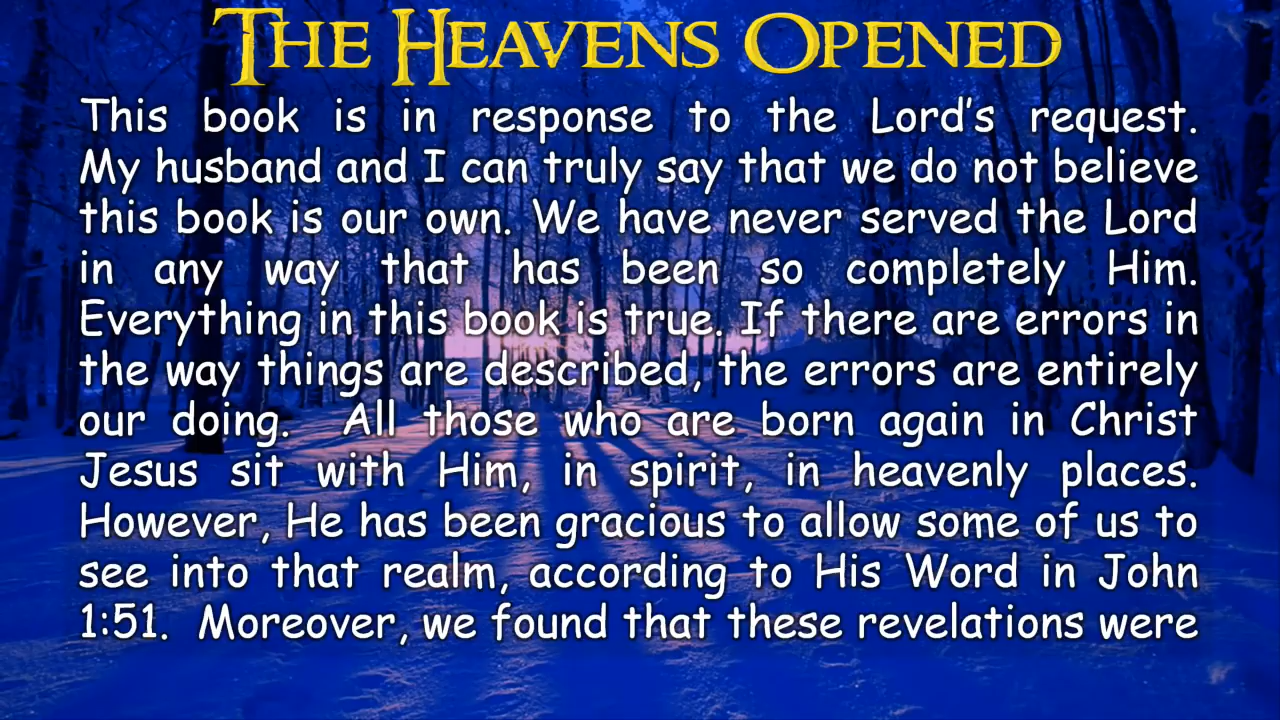 The Heavens Opened
This book is in response to the Lord's request.
My husband and I can truly say that we do not believe
this book is our own. We have never served the Lord
in any way that has been so completely Him.
Everything in this book is true. If there are errors in
the way things are described, the errors are entirely
our doing.  All those who are born again in Christ
Jesus sit with Him, in spirit, in heavenly places.
However, He has been gracious to allow some of us to
see into that realm, according to His Word in John
1:51.  Moreover, we found that these revelations were